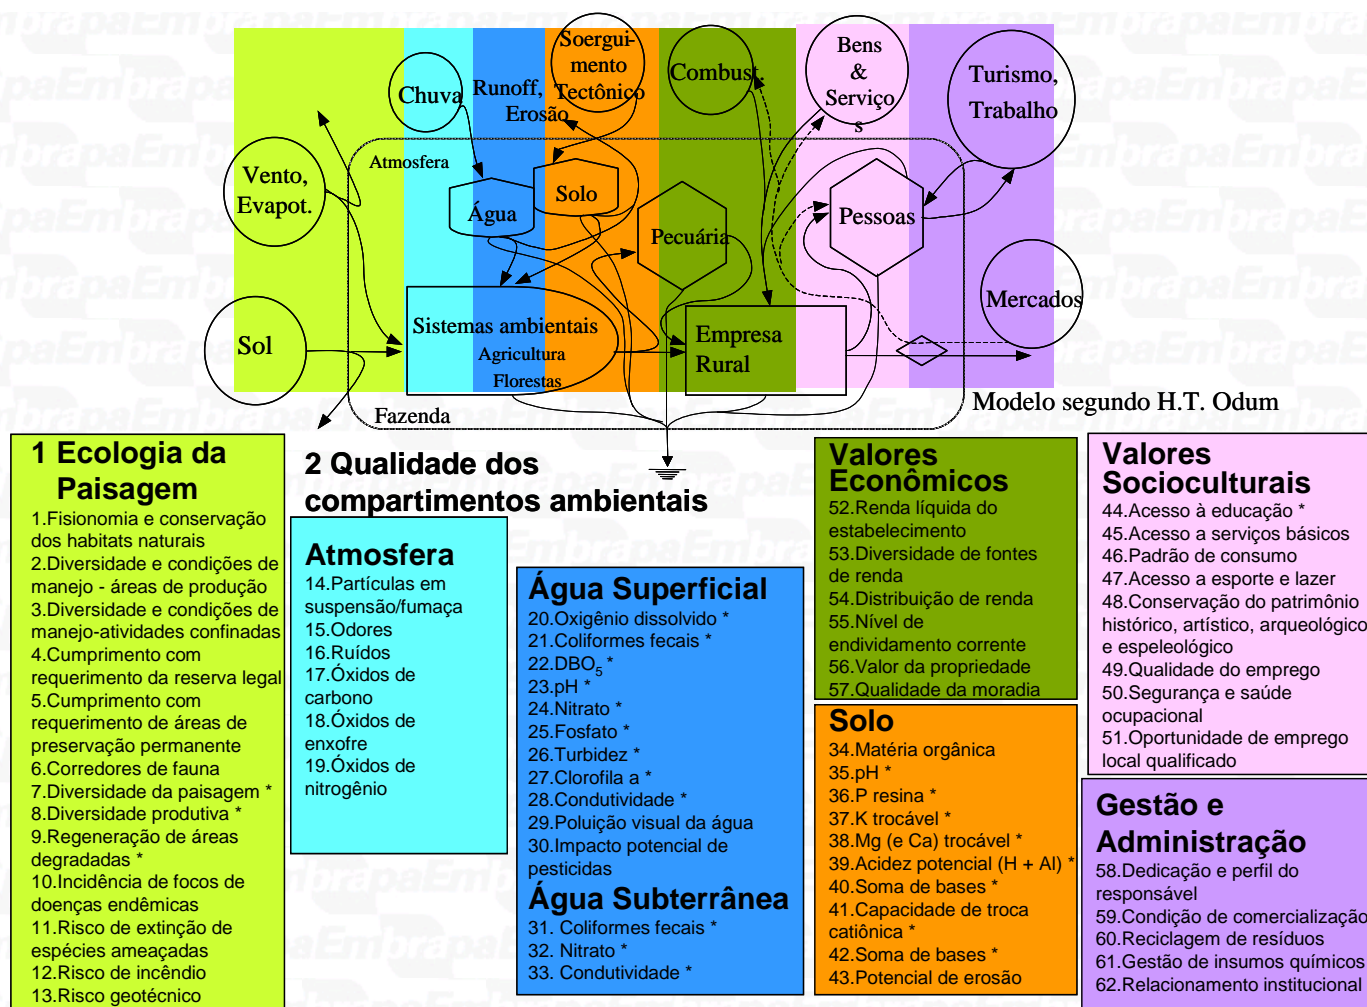 Soergui-
mento
Tectônico
Bens
&
Serviço
s
Combust.
Turismo,
Trabalho
Chuva
Runoff,
Erosão
Atmosfera
Vento,
Evapot.
Água
Solo
Pecuária
Pessoas
Sol
Sistemas ambientais
Agricultura
Florestas
Empresa
Rural
Mercados
Fazenda
Modelo segundo H.T. Odum
1 Ecologia da
Paisagem
1.Fisionomia e conservação
dos habitats naturais
2.Diversidade e condições de
manejo - áreas de produção
3.Diversidade e condições de
manejo-atividades confinadas
4.Cumprimento com
requerimento da reserva legal
5.Cumprimento com
requerimento de áreas de
preservação permanente
6.Corredores de fauna
7.Diversidade da paisagem *
8.Diversidade produtiva *
9.Regeneração de áreas
degradadas *
10.Incidência de focos de
doenças endêmicas
11.Risco de extinção de
espécies ameaçadas
12.Risco de incêndio
13.Risco geotécnico
2 Qualidade dos
compartimentos ambientais
Atmosfera
14.Partículas em
suspensão/fumaça
15.Odores
16.Ruídos
17.Óxidos de
carbono
18.Óxidos de
enxofre
19.Óxidos de
nitrogênio
Água Superficial
20.Oxigênio dissolvido *
21.Coliformes fecais *
22.DBO5 *
23.pH *
24.Nitrato *
25.Fosfato *
26.Turbidez *
27.Clorofila a *
28.Condutividade *
29.Poluição visual da água
30.Impacto potencial de
pesticidas
Água Subterrânea
31. Coliformes fecais *
32. Nitrato *
33. Condutividade *
Valores
Econômicos
52.Renda líquida do
estabelecimento
53.Diversidade de fontes
de renda
54.Distribuição de renda
55.Nível de
endividamento corrente
56.Valor da propriedade
57.Qualidade da moradia
Solo
34.Matéria orgânica
35.pH *
36.P resina *
37.K trocável *
38.Mg (e Ca) trocável *
39.Acidez potencial (H + Al) *
40.Soma de bases *
41.Capacidade de troca
catiônica *
42.Soma de bases *
43.Potencial de erosão
Valores
Socioculturais
44.Acesso à educação *
45.Acesso a serviços básicos
46.Padrão de consumo
47.Acesso a esporte e lazer
48.Conservação do patrimônio
histórico, artístico, arqueológico
e espeleológico
49.Qualidade do emprego
50.Segurança e saúde
ocupacional
51.Oportunidade de emprego
local qualificado
Gestão e
Administração
58.Dedicação e perfil do
responsável
59.Condição de comercialização
60.Reciclagem de resíduos
61.Gestão de insumos químicos
62.Relacionamento institucional